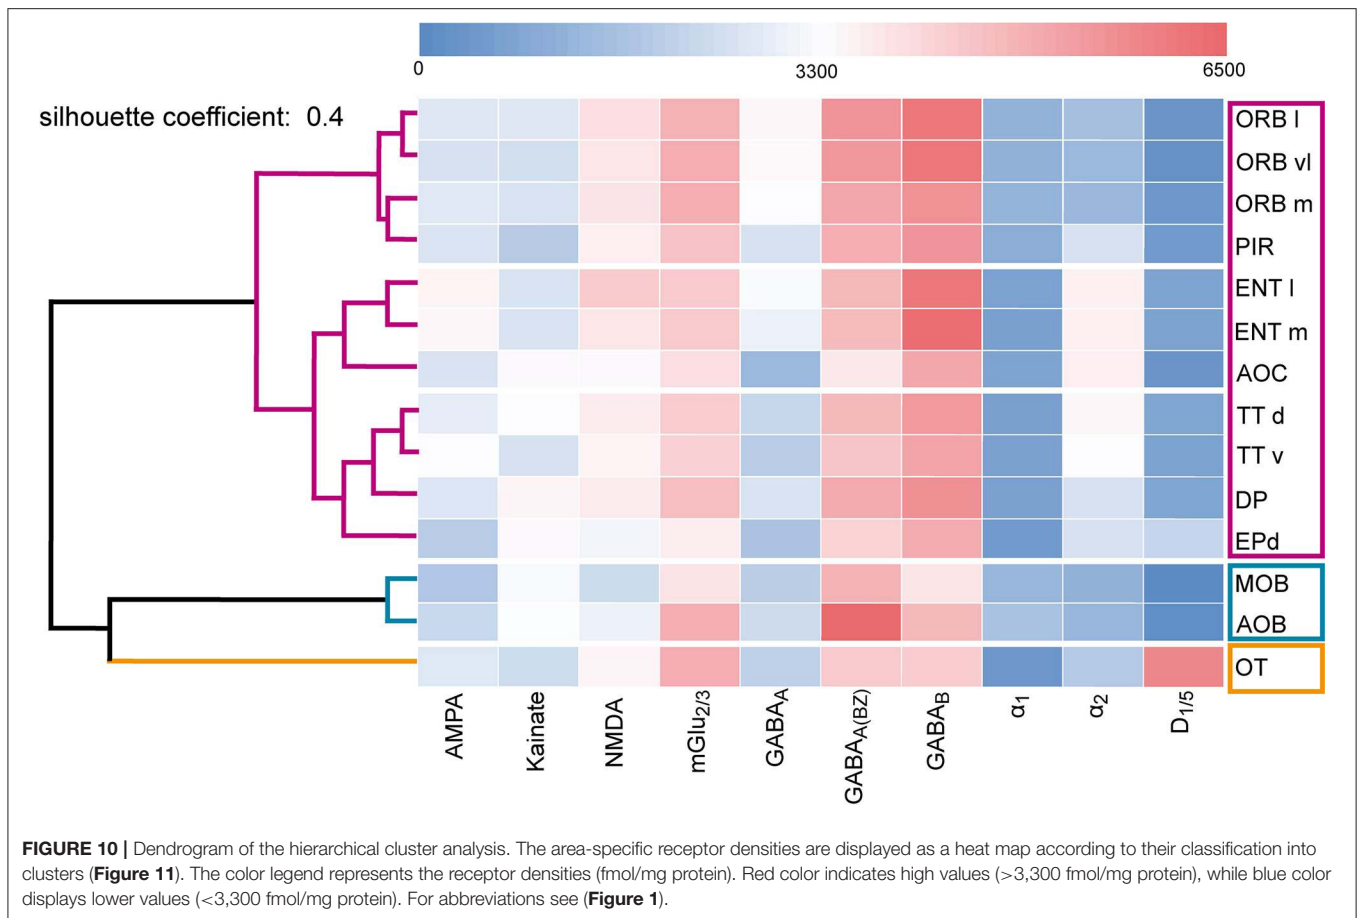 0 3300 6500
silhouette coefficient: 0.4
ORB l
ORB vl
ORB m
PIR
ENT l
ENT m
AOC
TT d
TT v
DP
EPd
MOB
AOB
OT
AMPA
Kainate
NMDA
mGlu2/3
GABAA
GABAA(BZ)
GABAB
α1
α2
D1/5
FIGURE 10 | Dendrogram of the hierarchical cluster analysis. The area-specific receptor densities are displayed as a heat map according to their classification into
clusters (Figure 11). The color legend represents the receptor densities (fmol/mg protein). Red color indicates high values (>3,300 fmol/mg protein), while blue color
displays lower values (<3,300 fmol/mg protein). For abbreviations see (Figure 1).